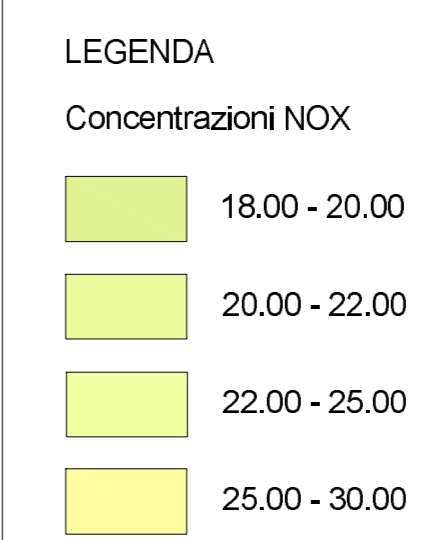 LEGENDA
Concentrazioni NOX
18.00 - 20.00
20.00 - 22.00
22.00 - 25.00
25.00 - 30.00